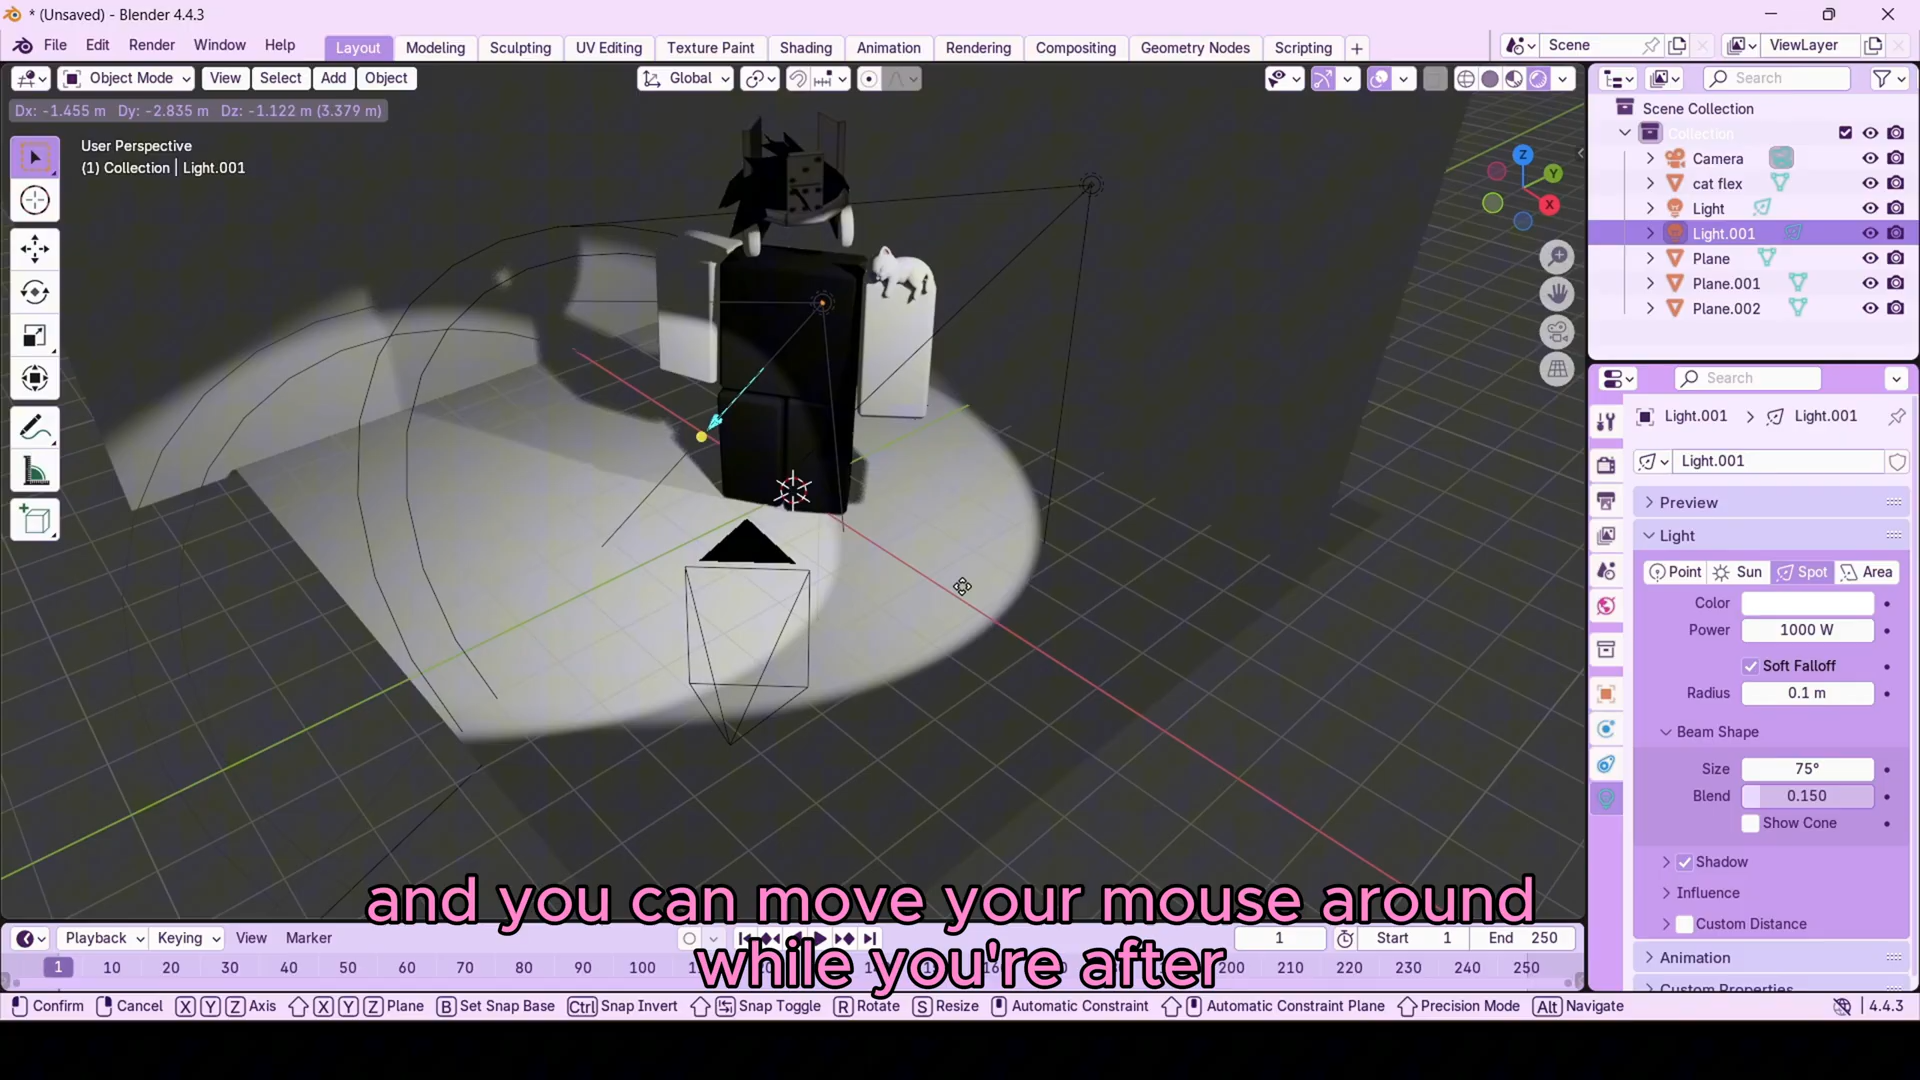 * (Unsaved) - Blender 4.4.3
File Edit Render Window Help Layout Modeling Sculpting UV Editing Texture Paint Shading Animation Rendering Compositing Geometry Nodes Scripting + Scene ViewLayer
Object Mode View Select Add Object Global Search
Dx: -1.455 m Dy: -2.835 m Dz: -1.122 m (3.379 m)
User Perspective
(1) Collection | Light.001
Z
Y
X
Scene Collection
Collection
Camera
cat flex
Light
Light.001
Plane
Plane.001
Plane.002
Search
Light.001 > Light.001
Light.001
Preview
Light
Point Sun Spot Area
Color
Power 1000 W
Soft Falloff
Radius 0.1 m
Beam Shape
Size 75°
Blend 0.150
Show Cone
Shadow
Influence
Custom Distance
Animation
Custom Properties
and you can move your mouse around
while you're after
Playback Keying View Marker 1 Start 1 End 250
1 10 20 30 40 50 60 70 80 90 100 200 210 220 230 240 250
Confirm Cancel X Y Z Axis X Y Z Plane B Set Snap Base Ctrl Snap Invert Snap Toggle R Rotate S Resize Automatic Constraint Automatic Constraint Plane Precision Mode Alt Navigate 4.4.3